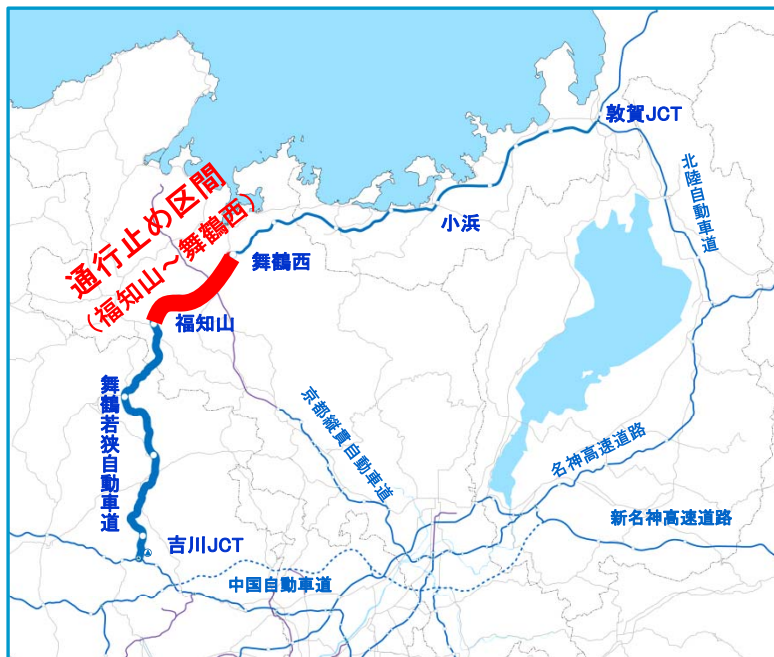 敦賀JCT
北陸自動車道
小浜
通行止め区間
(福知山~舞鶴西)
舞鶴西
福知山
舞鶴若狭自動車道
京都縦貫自動車道
名神高速道路
新名神高速道路
吉川JCT
中国自動車道